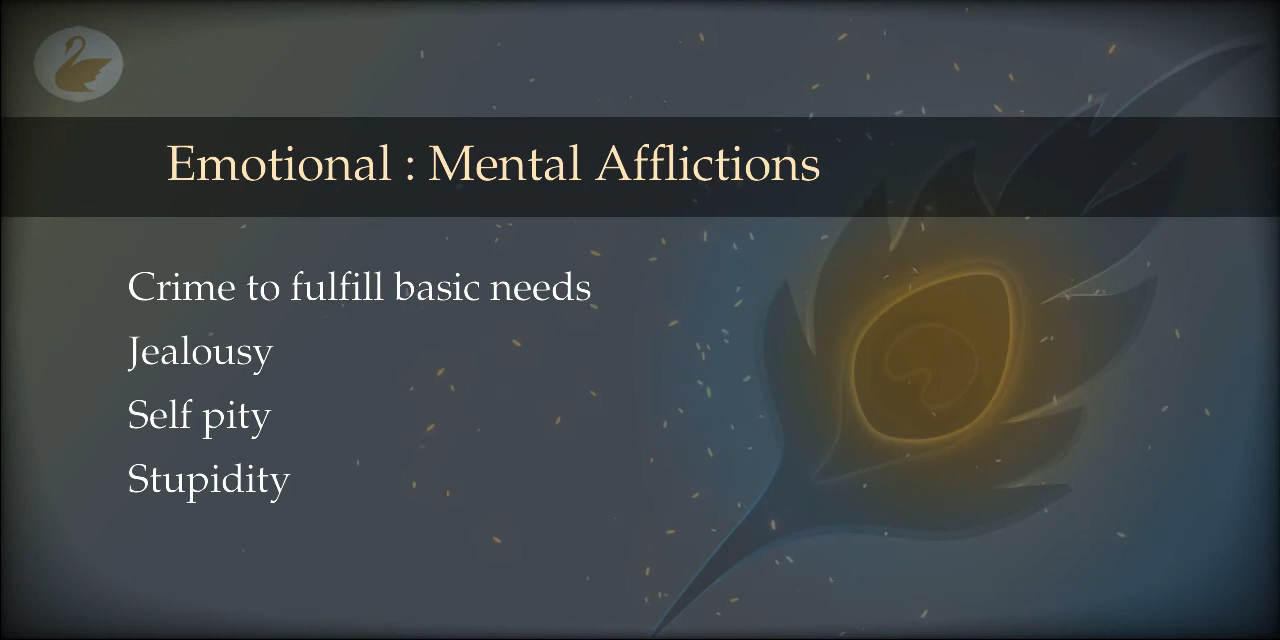 Emotional : Mental Afflictions
Crime to fulfill basic needs
Jealousy
Self pity
Stupidity